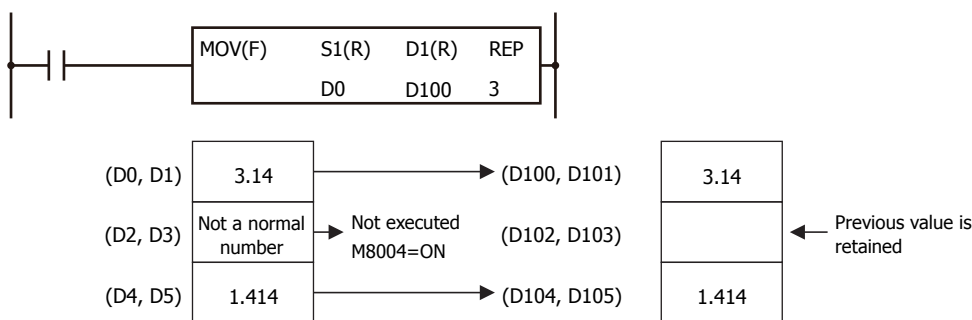 MOV(F) S1(R) D1(R) REP
D0 D100 3
(D0, D1) 3.14 (D100, D101) 3.14
(D2, D3) Not a normal number Not executed M8004=ON (D102, D103) Previous value is retained
(D4, D5) 1.414 (D104, D105) 1.414